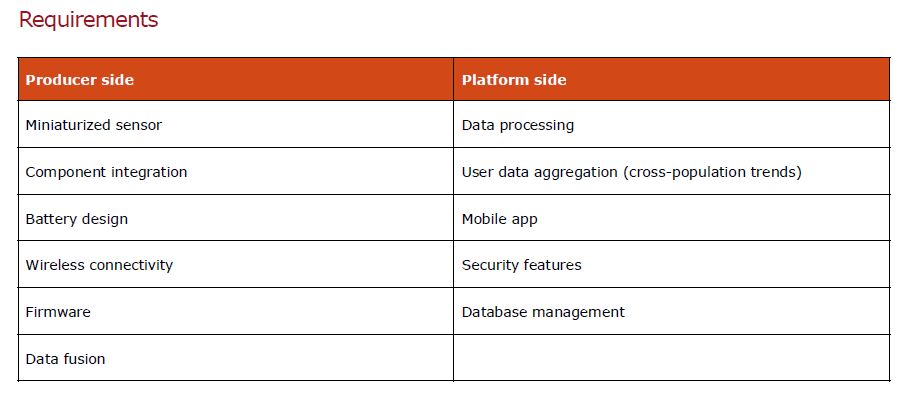 Requirements
Producer side Platform side
Miniaturized sensor Data processing
Component integration User data aggregation (cross-population trends)
Battery design Mobile app
Wireless connectivity Security features
Firmware Database management
Data fusion